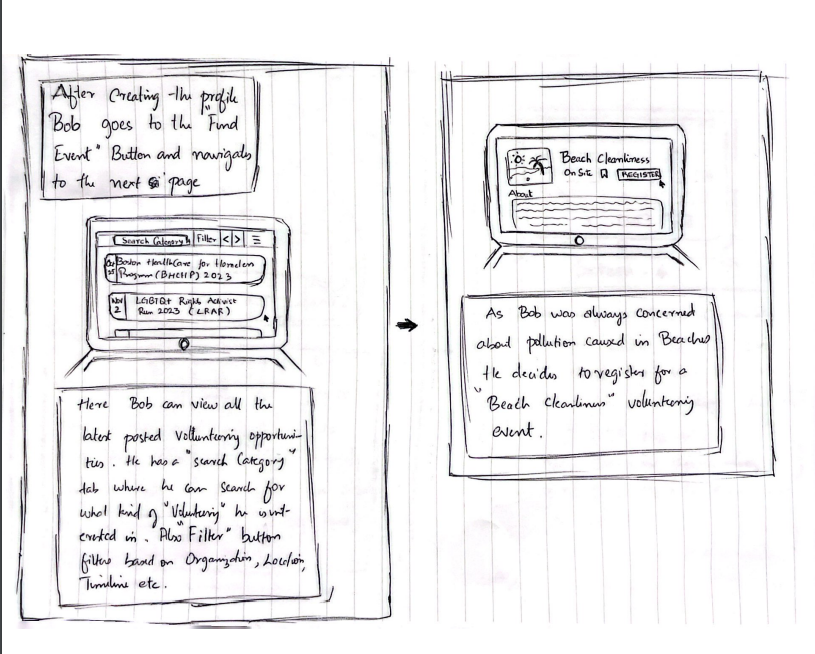 After Creating the profile
Bob goes to the "Find
Event" Button and navigates
to the next page
Search Category
Filter < >
Oct 25
Boston HealthCare for Homeless
Program (BHCHP) 2023
Nov 2
LGBTQ+ Rights Activist
Run 2023 (LRAR)
Here Bob can view all the
latest posted Volunteering opportuni-
ties. He has a "search Category"
tab where he can search for
what kind of "Voluntering" he is int-
erested in. Also "Filter" button
filters based on Organization, Location,
Timeline etc.
Beach Cleanliness
On Site
REGISTER
About
As Bob was always concerned
about pollution caused in Beaches
He decides to register for a
"Beach Cleanliness" volunteering
event.